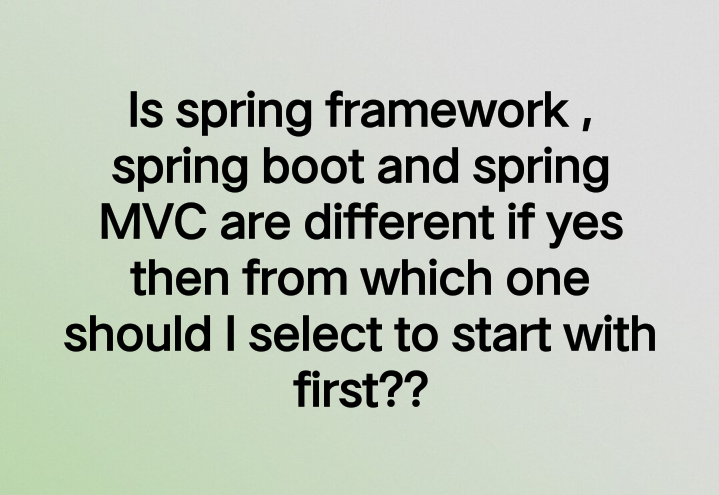 Is spring framework ,
spring boot and spring
MVC are different if yes
then from which one
should I select to start with
first??